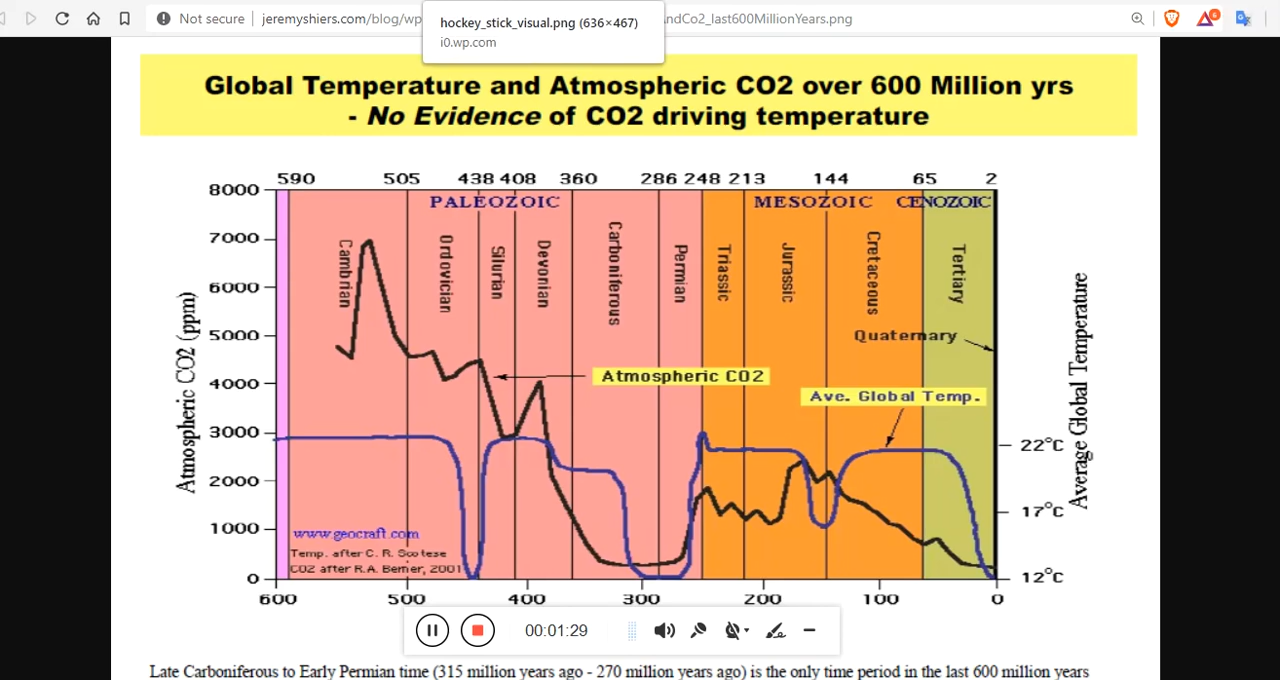 Not secure jeremyshiers.com/blog/wp AndCo2_last600MillionYears.png 6
hockey_stick_visual.png (636×467)
i0.wp.com
Global Temperature and Atmospheric CO2 over 600 Million yrs
- No Evidence of CO2 driving temperature
590 505 438 408 360 286 248 213 144 65 2
PALEOZOIC MESOZOIC CENOZOIC
Cambrian
Ordovician
Silurian
Devonian
Carboniferous
Permian
Triassic
Jurassic
Cretaceous
Tertiary
Quaternary
Atmospheric CO2
Ave. Global Temp.
8000
7000
6000
5000
4000
3000
2000
1000
0
Atmospheric CO2 (ppm)
22°C
17°C
12°C
Average Global Temperature
www.geocraft.com
Temp. after C. R. Scotese
CO2 after R.A. Berner, 2001
600 500 400 300 200 100 0
00:01:29
Late Carboniferous to Early Permian time (315 million years ago - 270 million years ago) is the only time period in the last 600 million years